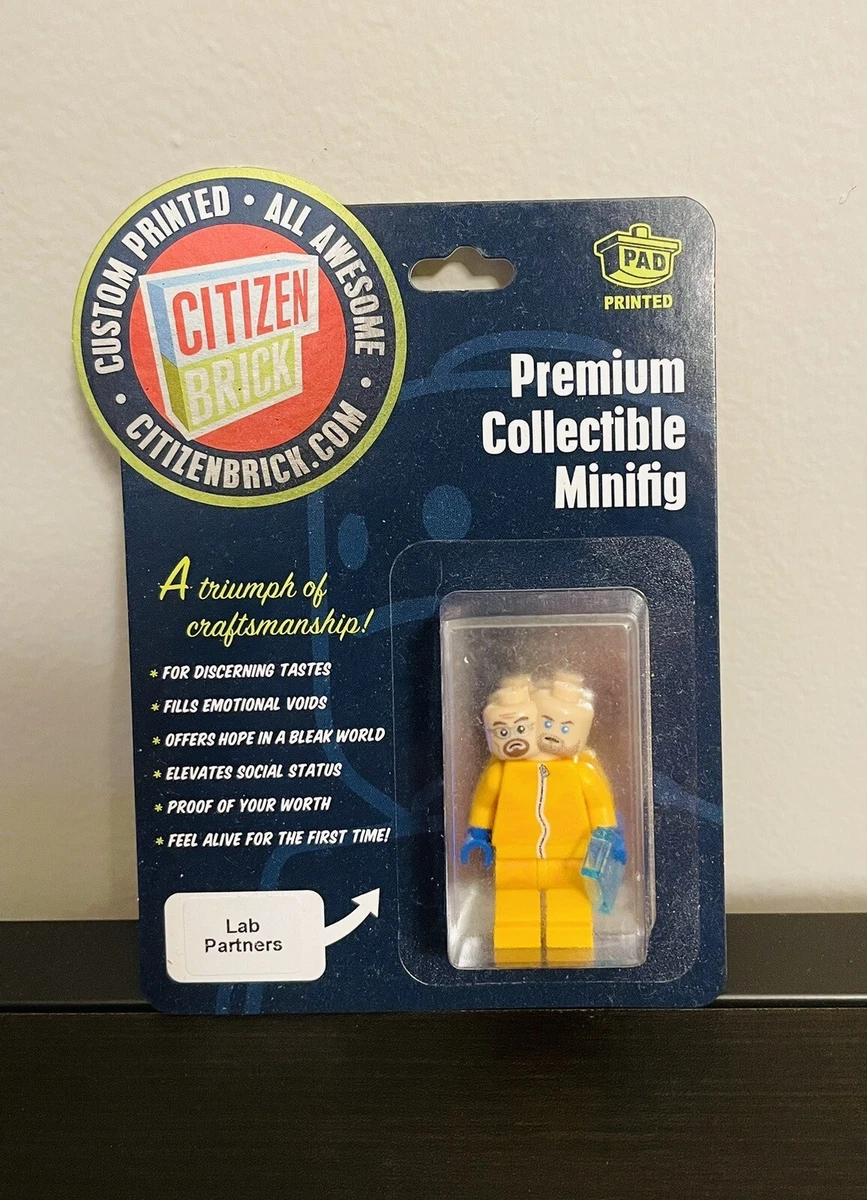 CUSTOM PRINTED • ALL AWESOME •
CITIZENBRICK.COM •
CITIZEN
BRICK
PAD
PRINTED
Premium
Collectible
Minifig
A triumph of
craftsmanship!
* FOR DISCERNING TASTES
* FILLS EMOTIONAL VOIDS
* OFFERS HOPE IN A BLEAK WORLD
* ELEVATES SOCIAL STATUS
* PROOF OF YOUR WORTH
* FEEL ALIVE FOR THE FIRST TIME!
Lab
Partners